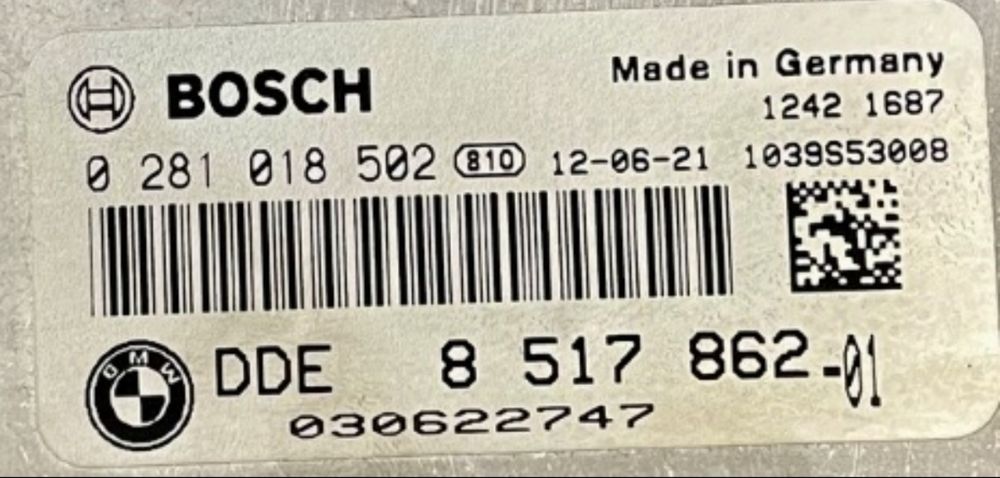 BOSCH
Made in Germany
1242 1687
0 281 018 502 810 12-06-21 1039S53008
BMW
DDE 8 517 862-01
030622747